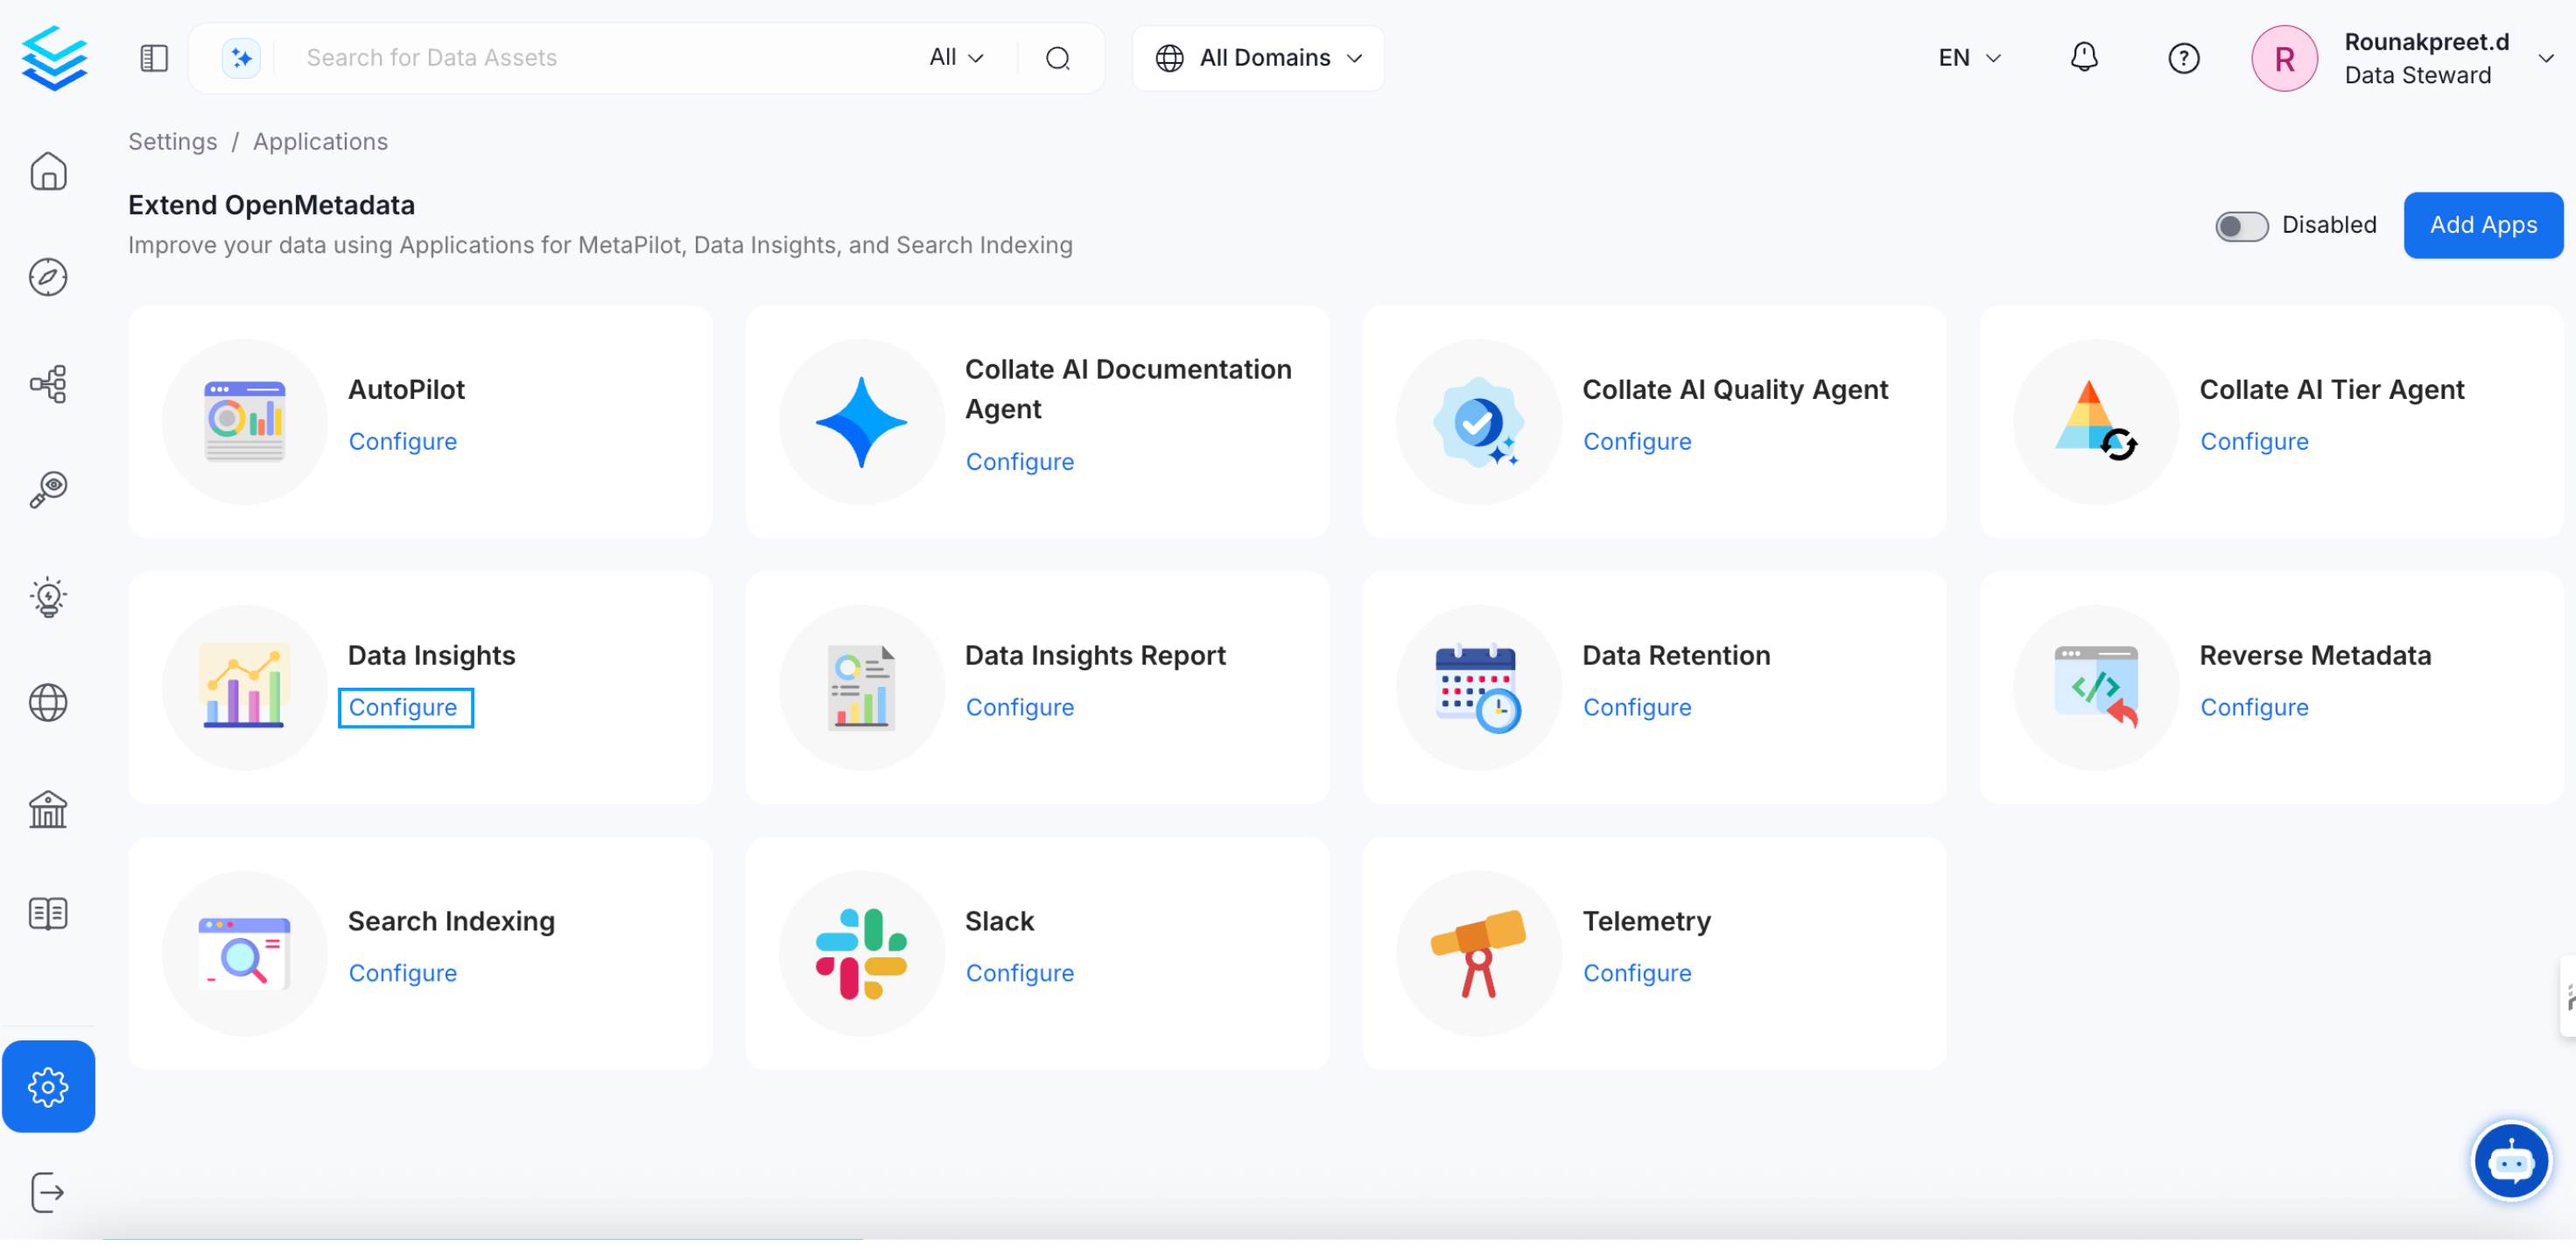 Search for Data Assets
All
All Domains
EN
R
Rounakpreet.d
Data Steward
Settings / Applications
Extend OpenMetadata
Improve your data using Applications for MetaPilot, Data Insights, and Search Indexing
Disabled
Add Apps
AutoPilot
Configure
Collate AI Documentation
Agent
Configure
Collate AI Quality Agent
Configure
Collate AI Tier Agent
Configure
Data Insights
Configure
Data Insights Report
Configure
Data Retention
Configure
Reverse Metadata
Configure
Search Indexing
Configure
Slack
Configure
Telemetry
Configure